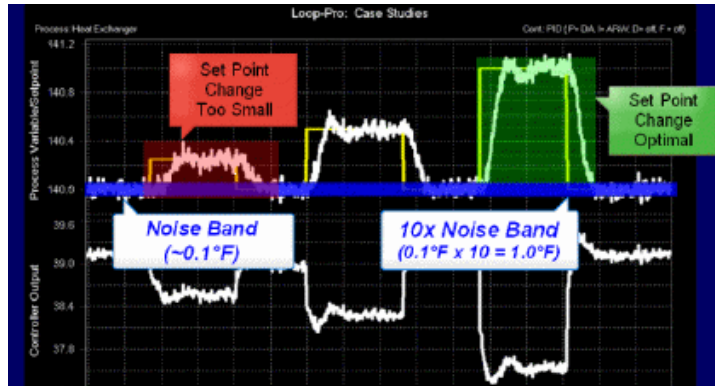 Loop-Pro: Case Studies
Process: Heat Exchanger
Cont: PID ( P= DA, I= ARW, D= off, F = off)
141.2
140.8
140.4
140.0
Process Variable/Setpoint
Set Point
Change
Too Small
Set Point
Change
Optimal
Noise Band
(~0.1°F)
10x Noise Band
(0.1°F x 10 = 1.0°F)
39.6
39.0
38.4
37.8
Controller Output